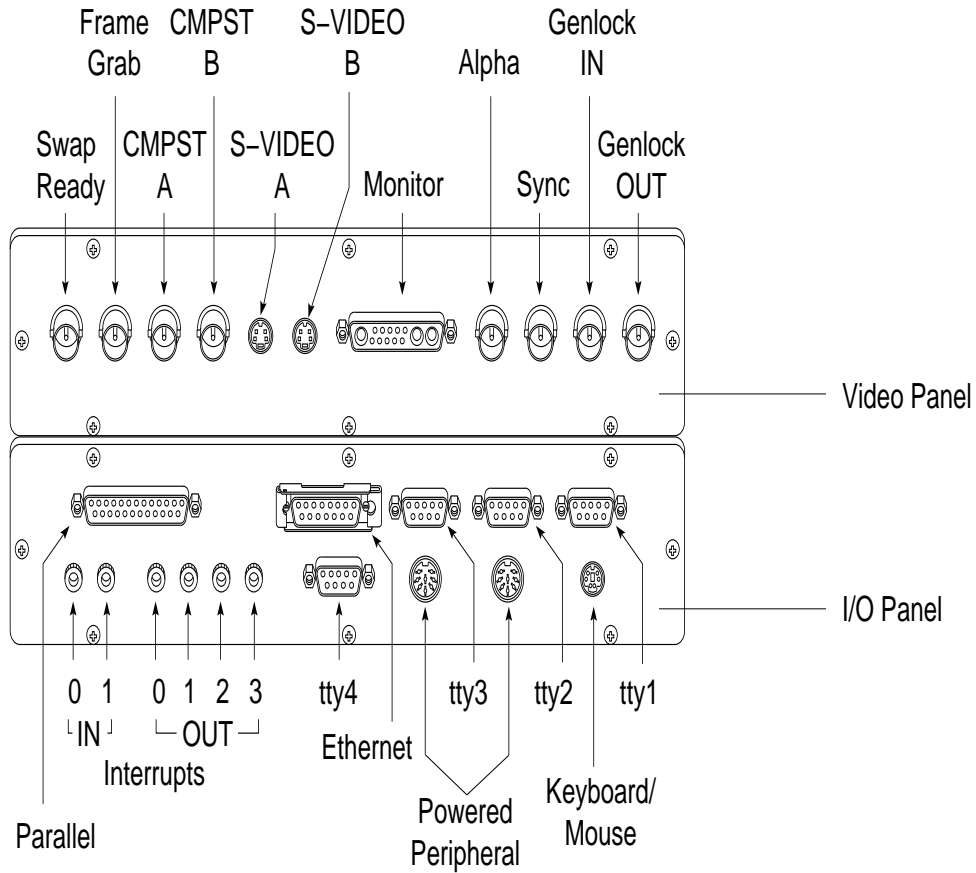 Frame Grab
CMPST B
S–VIDEO B
Alpha
Genlock IN
Swap Ready
CMPST A
S–VIDEO A
Monitor
Sync
Genlock OUT
Video Panel
I/O Panel
0 1 0 1 2 3
IN OUT
Interrupts
tty4
tty3
tty2
tty1
Ethernet
Parallel
Powered Peripheral
Keyboard/
Mouse